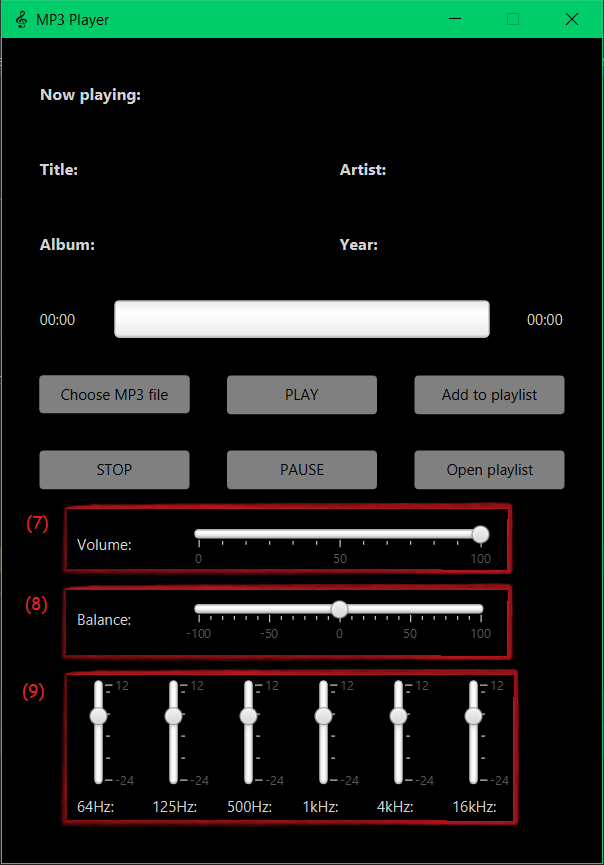 MP3 Player
Now playing:
Title: Artist:
Album: Year:
00:00 00:00
Choose MP3 file PLAY Add to playlist
STOP PAUSE Open playlist
(7)
Volume:
0 50 100
(8)
Balance:
-100 -50 0 50 100
(9)
12 12 12 12 12 12
-24 -24 -24 -24 -24 -24
64Hz: 125Hz: 500Hz: 1kHz: 4kHz: 16kHz: